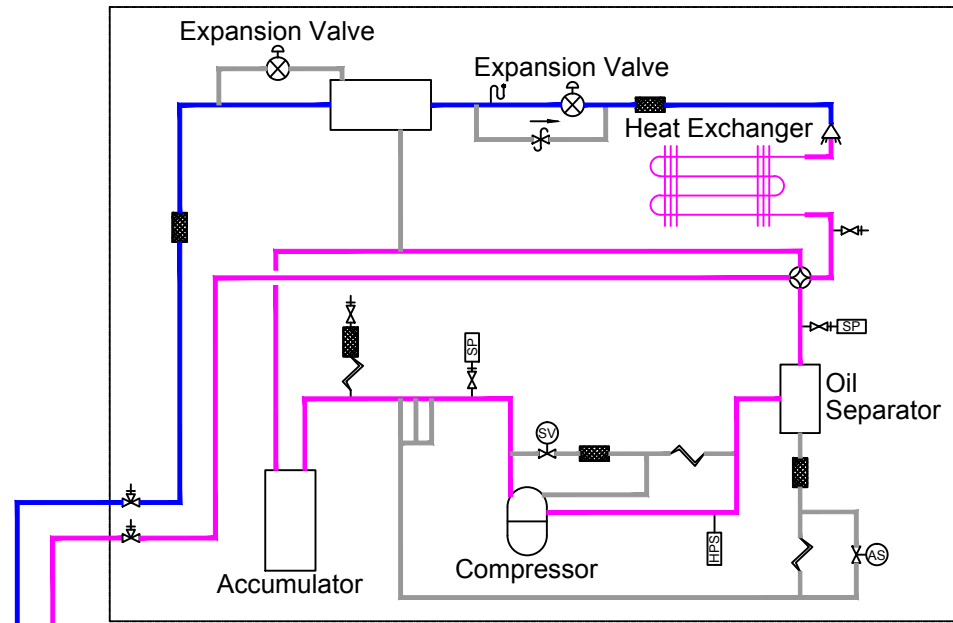 Expansion Valve
Expansion Valve
Heat Exchanger
SP
SP
Oil
Separator
SV
HPS
AS
Accumulator
Compressor